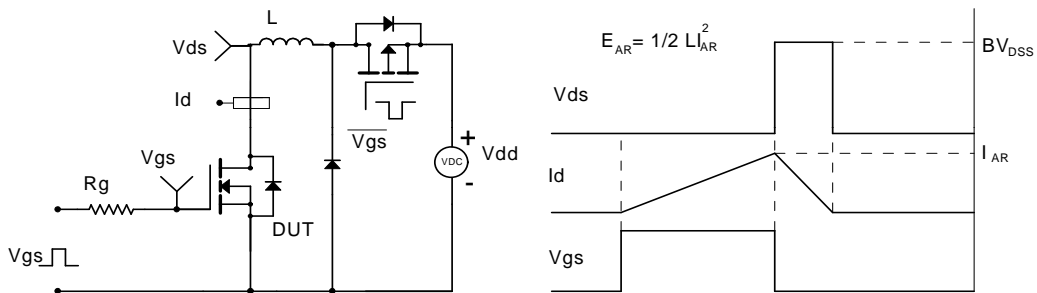 L
Vds
Id
Vgs
Vgs
+
VDC
Vdd
-
Vgs
Rg
DUT
Vgs
E_AR= 1/2 LI_AR^2
BV_DSS
Vds
I_AR
Id
Vgs